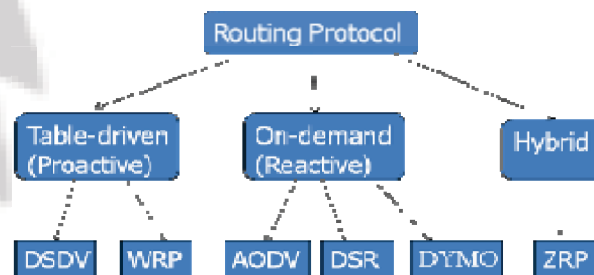 Routing Protocol
Table-driven
(Proactive)
On-demand
(Reactive)
Hybrid
DSDV
WRP
AODV
DSR
DYMO
ZRP